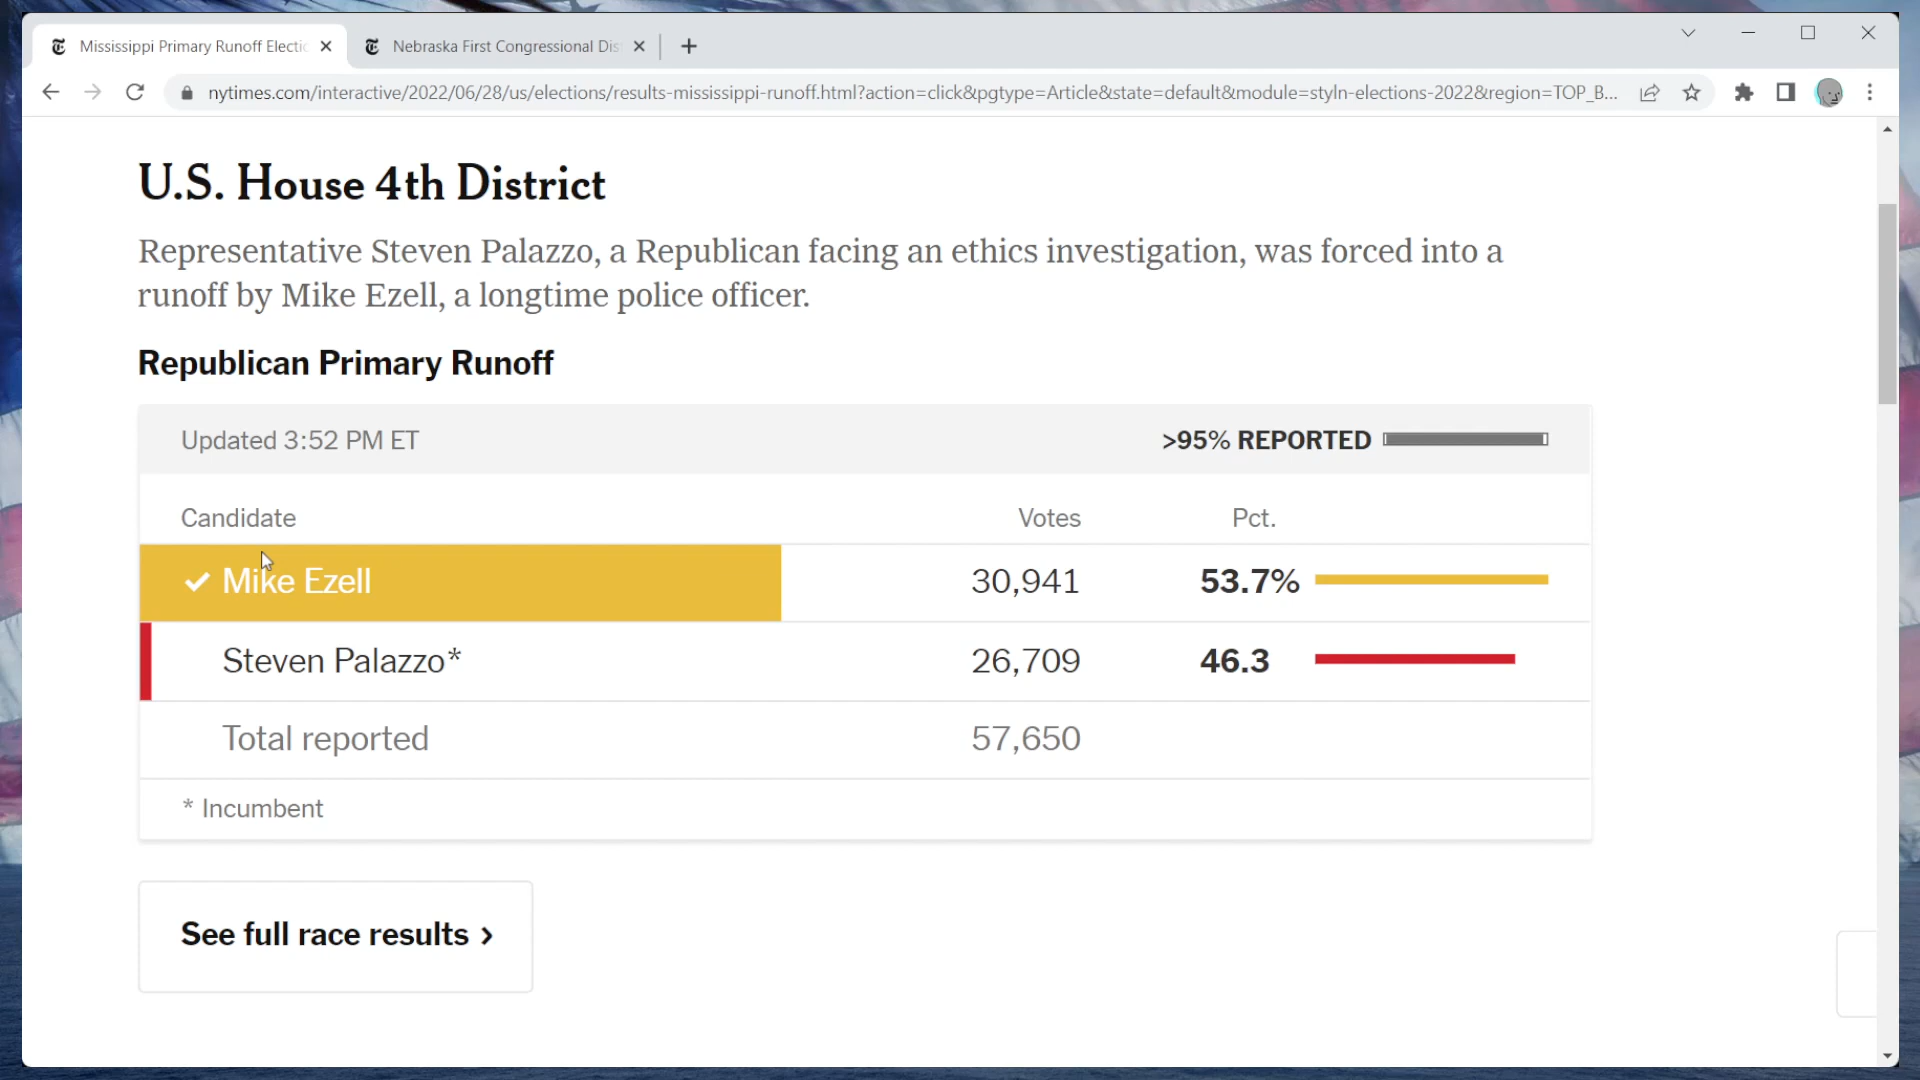 Mississippi Primary Runoff Electic
Nebraska First Congressional Dis
nytimes.com/interactive/2022/06/28/us/elections/results-mississippi-runoff.html?action=click&pgtype=Article&state=default&module=styln-elections-2022&region=TOP_B...
U.S. House 4th District
Representative Steven Palazzo, a Republican facing an ethics investigation, was forced into a
runoff by Mike Ezell, a longtime police officer.
Republican Primary Runoff
Updated 3:52 PM ET >95% REPORTED
Candidate Votes Pct.
Mike Ezell 30,941 53.7%
Steven Palazzo* 26,709 46.3
Total reported 57,650
* Incumbent
See full race results ›